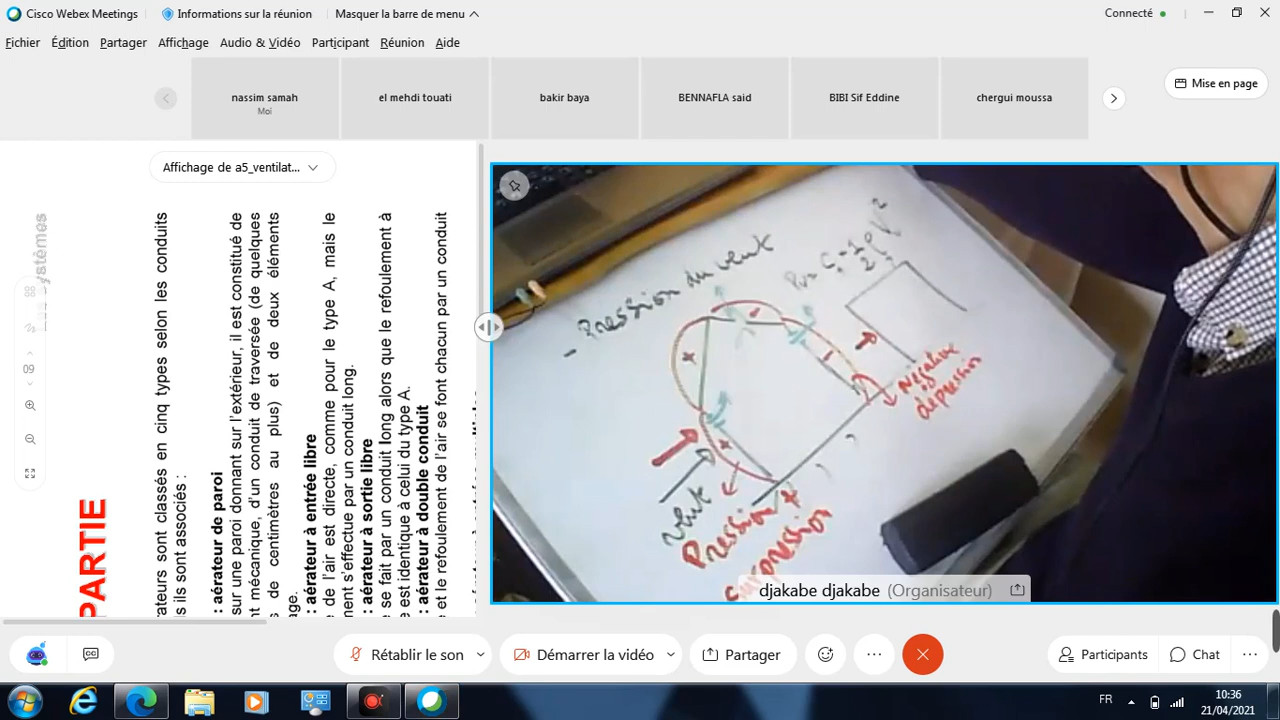 Cisco Webex Meetings
Informations sur la réunion
Masquer la barre de menu
Connecté
Fichier Édition Partager Affichage Audio & Vidéo Participant Réunion Aide
nassim samah
Moi
el mehdi touati
bakir baya
BENNAFLA said
BIBI Sif Eddine
chergui moussa
Mise en page
Affichage de a5_ventilat...
09
PARTIE
rateurs sont classés en cinq types selon les conduits
s lis sont associés :
: aérateur de paroi
sur une paroi donnant sur l'extérieur, il est constitué de
nt mécanique, d'un conduit de traversée (de quelques
s de centimètres au plus) et de deux éléments
age.
: aérateur à entrée libre
de l'air est directe, comme pour le type A, mais le
ment s'effectue par un conduit long.
: aérateur à sortie libre
se fait par un conduit long alors que le refoulement à
e est identique à celui du type A.
: aérateur à double conduit
e et le refoulement de l'air se font chacun par un conduit
- Pression du vent
vent
Pression +
Négative
dépression
djakabe djakabe (Organisateur)
Rétablir le son
Démarrer la vidéo
Partager
Participants
Chat
FR
10:36
21/04/2021